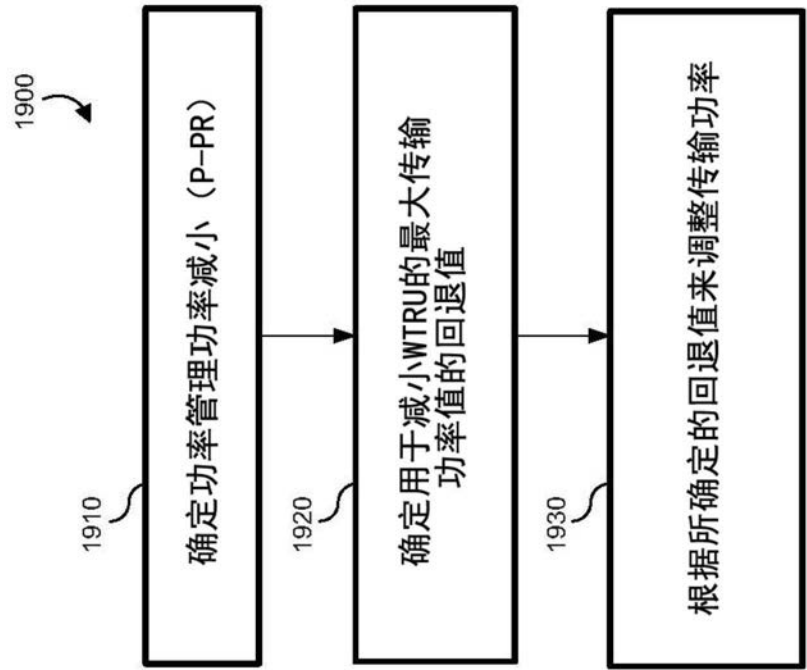 1900
1910
确定功率管理功率减小（P-PR）
1920
确定用于减小WTRU的最大传输
功率值的回退值
1930
根据所确定的回退值来调整传输功率